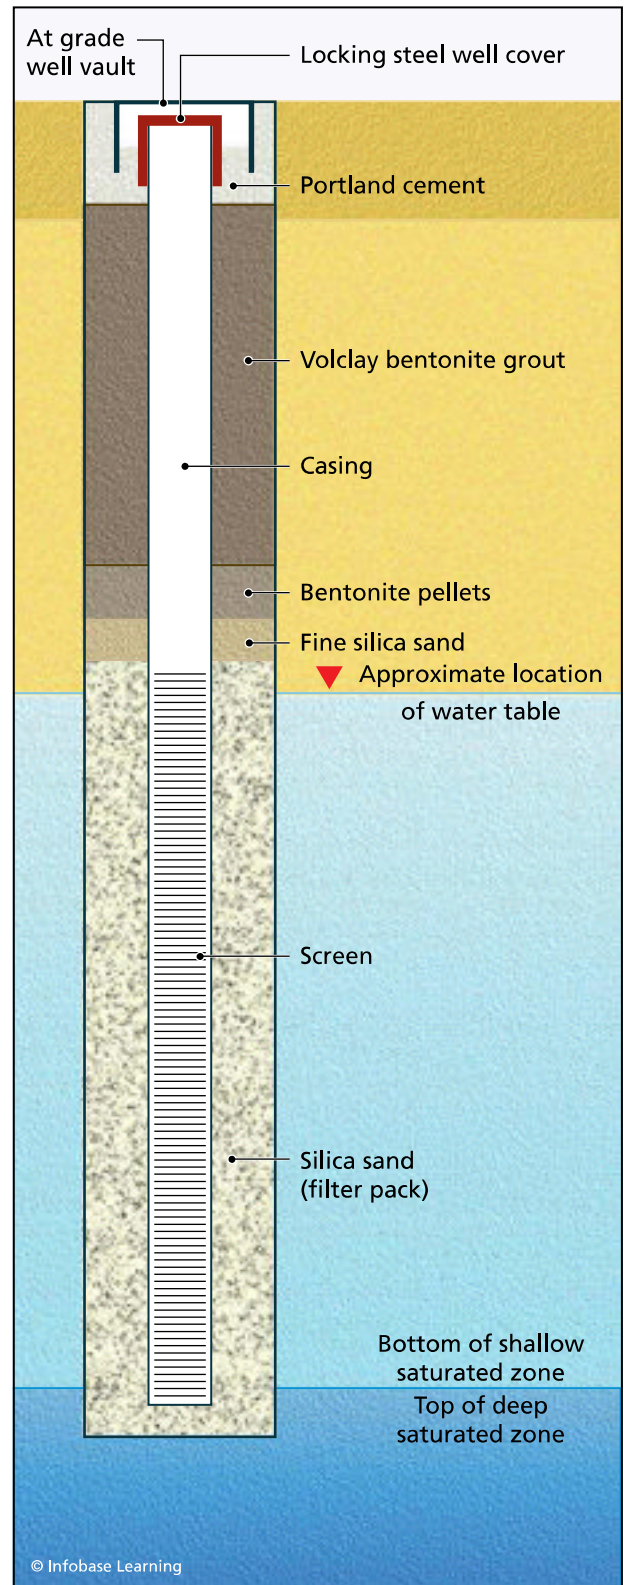 At grade
well vault
Locking steel well cover
Portland cement
Volclay bentonite grout
Casing
Bentonite pellets
Fine silica sand
Approximate location
of water table
Screen
Silica sand
(filter pack)
Bottom of shallow
saturated zone
Top of deep
saturated zone
© Infobase Learning